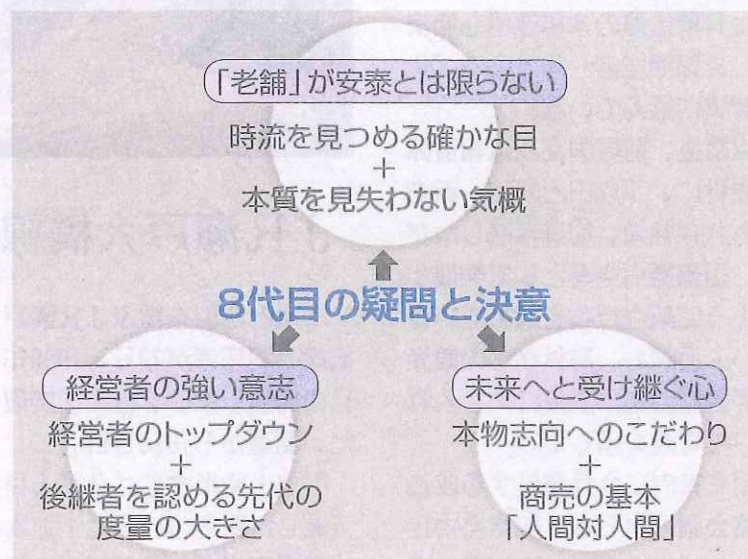 「老舗」が安泰とは限らない
時流を見つめる確かな目
+
本質を見失わない気概
8代目の疑問と決意
経営者の強い意志
経営者のトップダウン
+
後継者を認める先代の
度量の大きさ
未来へと受け継ぐ心
本物志向へのこだわり
+
商売の基本
「人間対人間」